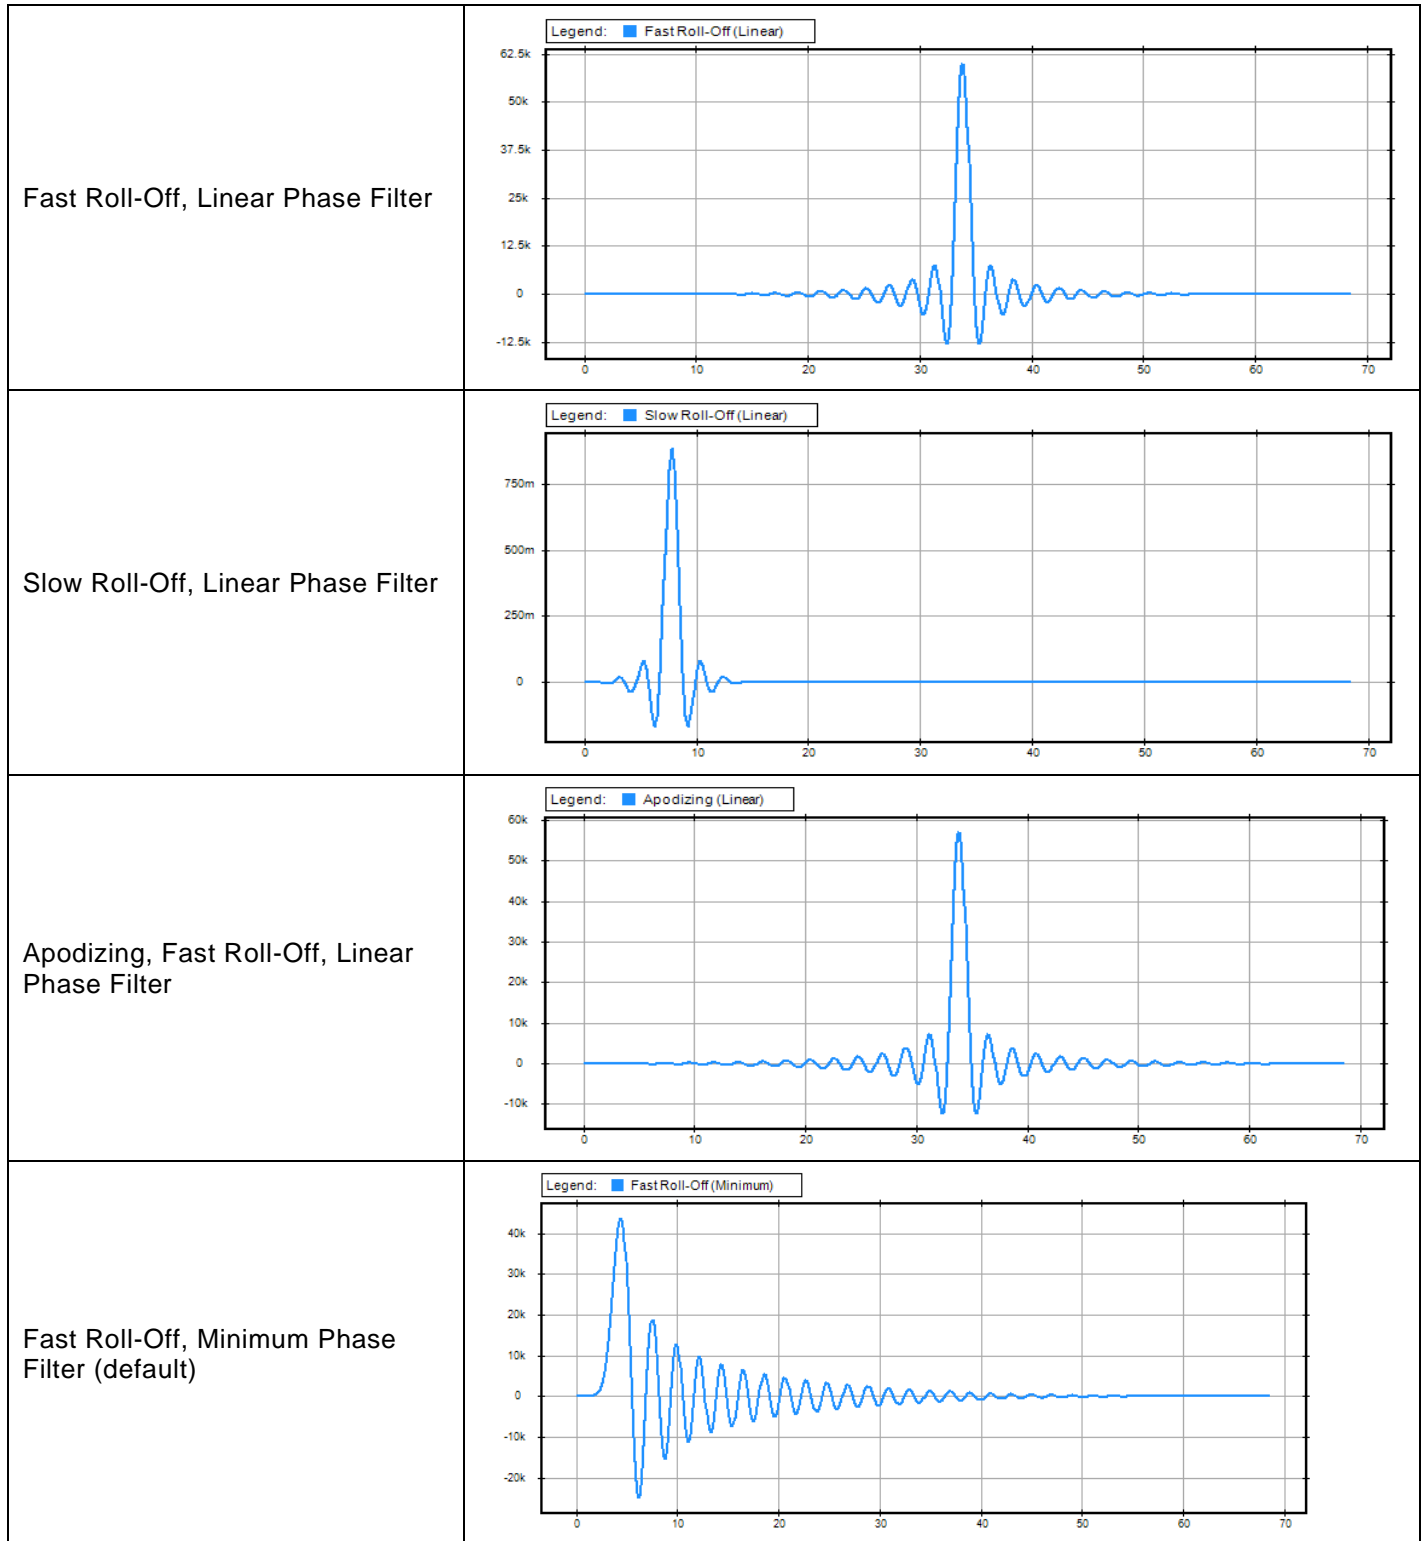 Legend: Fast Roll-Off (Linear)
62.5k
50k
37.5k
Fast Roll-Off, Linear Phase Filter
25k
12.5k
0
-12.5k
0 10 20 30 40 50 60 70
Legend: Slow Roll-Off (Linear)
750m
500m
Slow Roll-Off, Linear Phase Filter
250m
0
0 10 20 30 40 50 60 70
Legend: Apodizing (Linear)
60k
50k
40k
30k
Apodizing, Fast Roll-Off, Linear
Phase Filter
20k
10k
0
-10k
0 10 20 30 40 50 60 70
Legend: Fast Roll-Off (Minimum)
40k
30k
20k
Fast Roll-Off, Minimum Phase
Filter (default)
10k
0
-10k
-20k
0 10 20 30 40 50 60 70